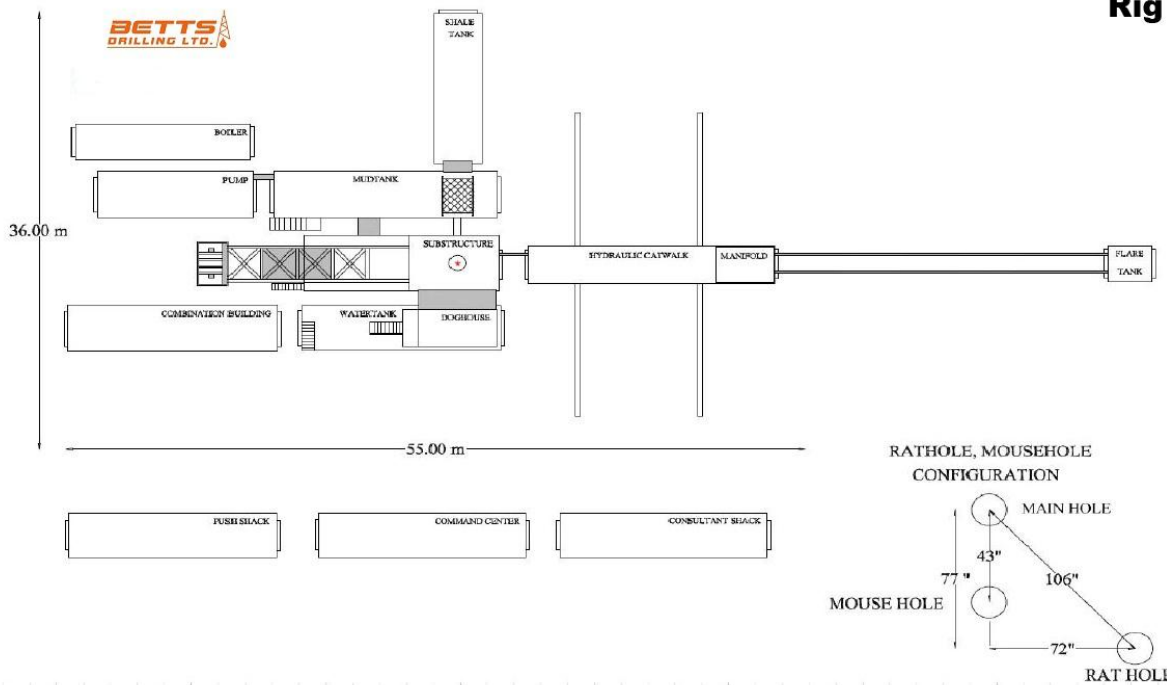 Rig
BETTS
DRILLING LTD.
SHALE
TANK
BOILER
PUMP
MUDTANK
36.00 m
SUBSTRUCTURE
HYDRAULIC CATWALK
MANIFOLD
FLARE
TANK
COMBINATION BUILDING
WATERTANK
DOGHOUSE
55.00 m
PUSH SHACK
COMMAND CENTER
CONSULTANT SHACK
RATHOLE, MOUSEHOLE
CONFIGURATION
MAIN HOLE
43"
77 "
106"
MOUSE HOLE
72"
RAT HOLE